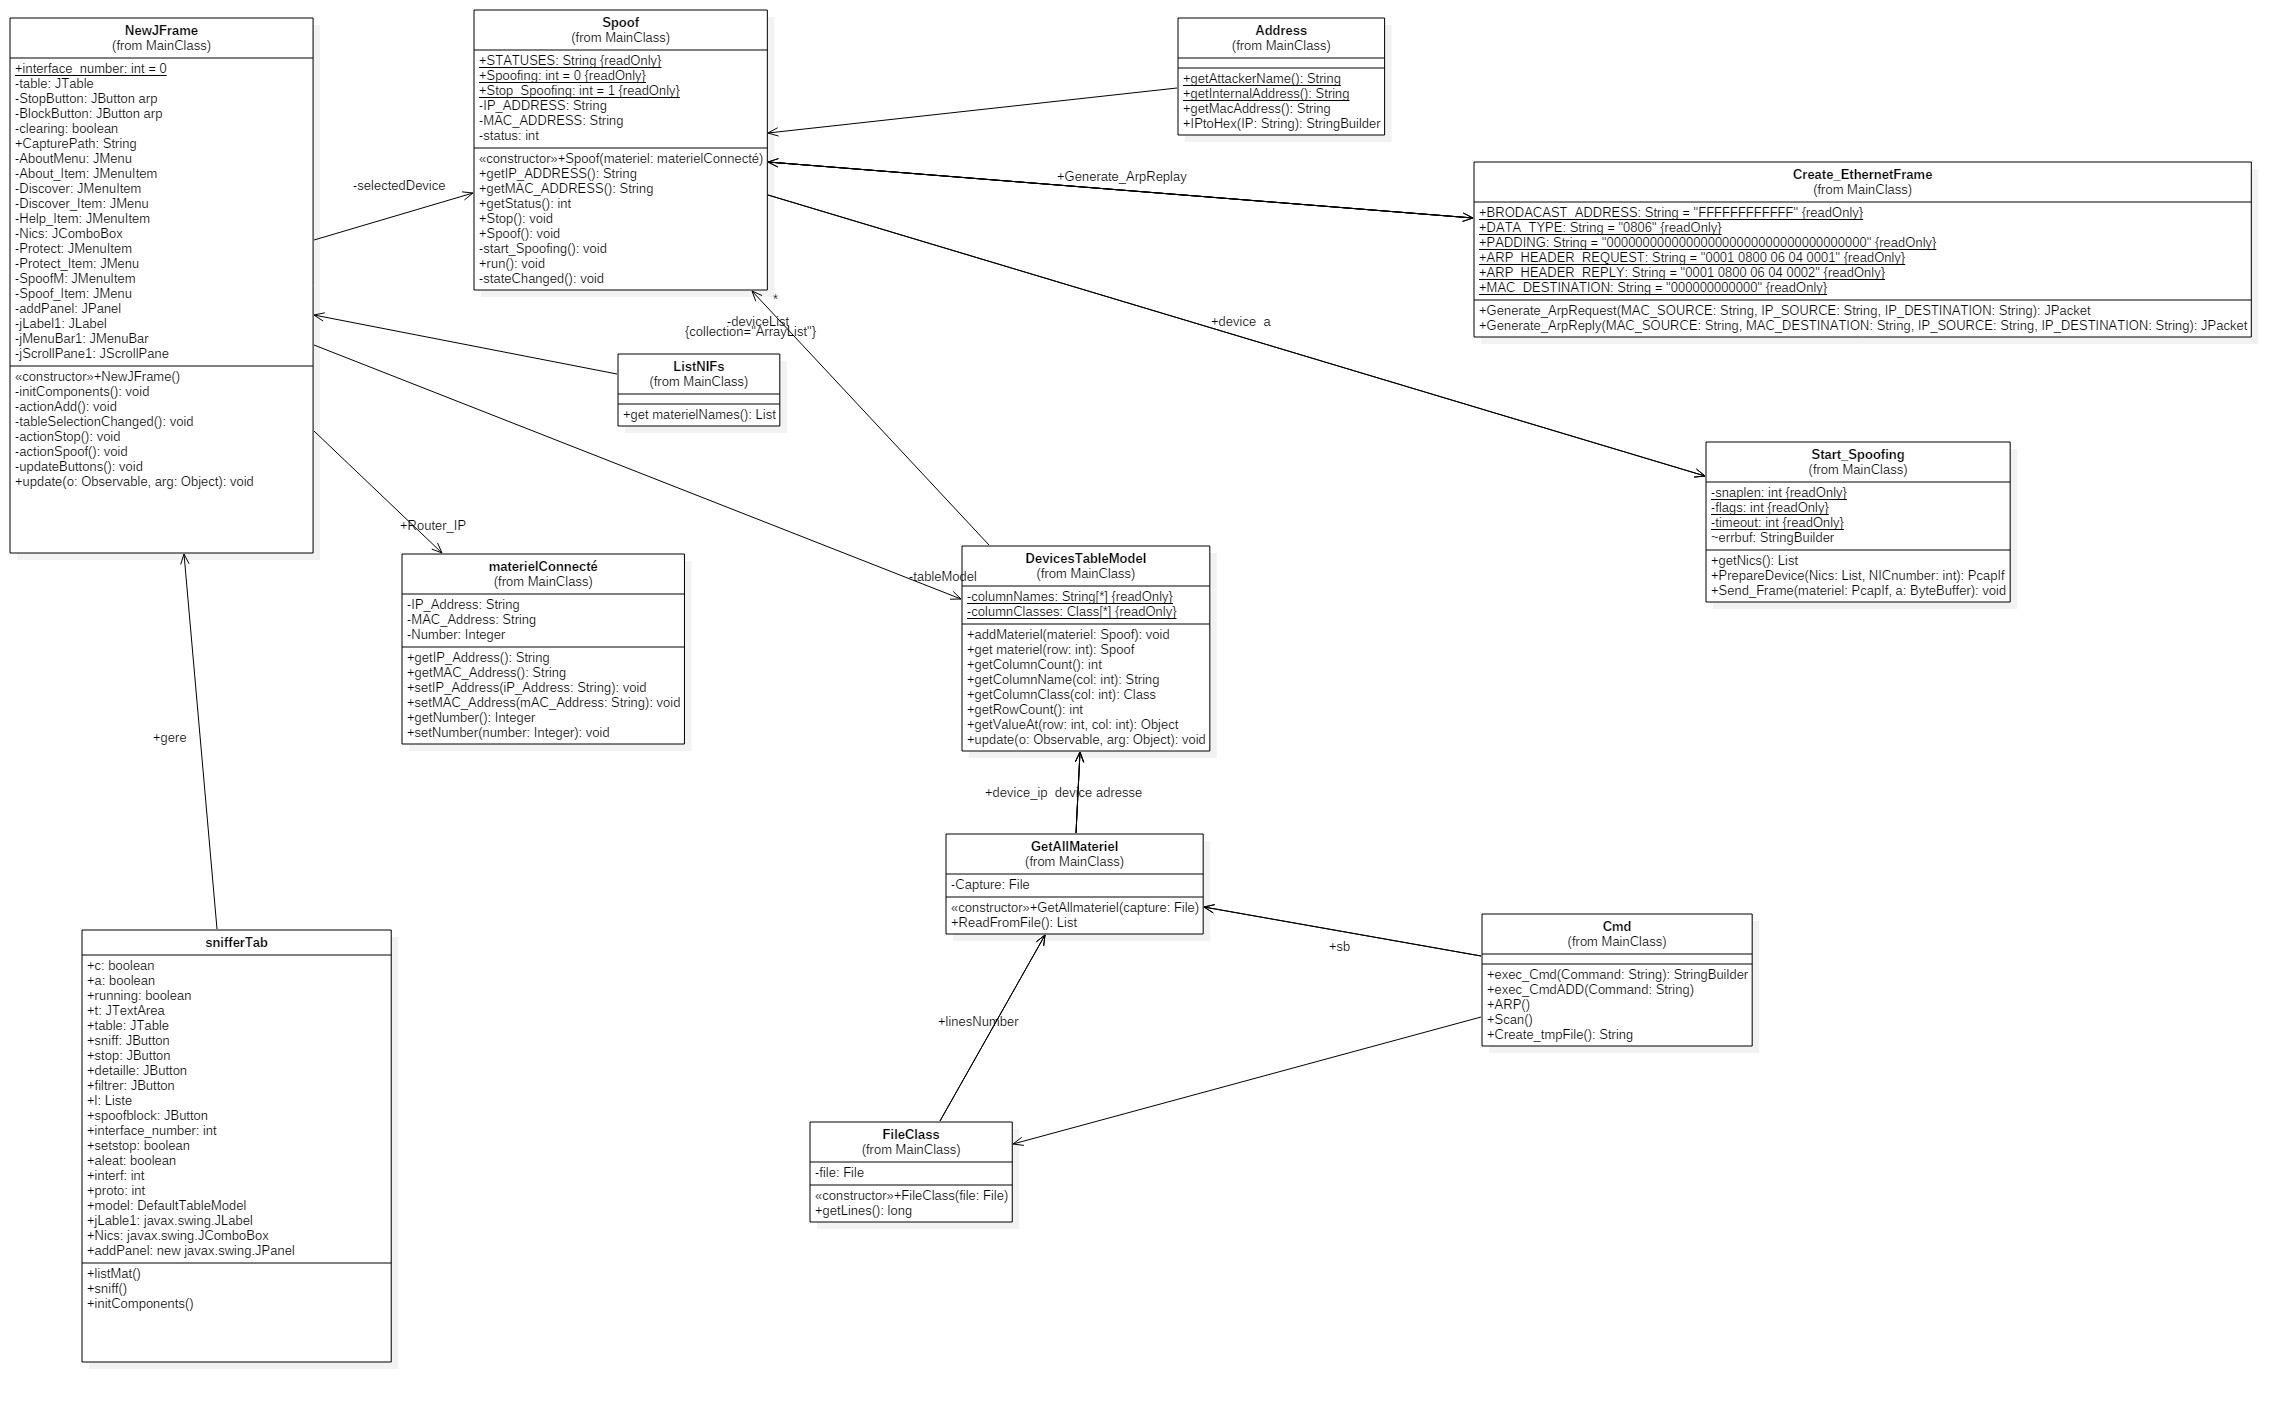 NewJFrame
(from MainClass)
+interface_number: int = 0
-table: JTable
-StopButton: JButton arp
-BlockButton: JButton arp
-clearing: boolean
+CapturePath: String
-AboutMenu: JMenu
-About_Item: JMenuItem
-Discover: JMenuItem
-Discover_Item: JMenu
-Help_Item: JMenuItem
-Nics: JComboBox
-Protect: JMenuItem
-Protect_Item: JMenu
-SpoofM: JMenuItem
-Spoof_Item: JMenu
-addPanel: JPanel
-jLabel1: JLabel
-jMenuBar1: JMenuBar
-jScrollPane1: JScrollPane
«constructor»+NewJFrame()
-initComponents(): void
-actionAdd(): void
-tableSelectionChanged(): void
-actionStop(): void
-actionSpoof(): void
-updateButtons(): void
+update(o: Observable, arg: Object): void
-selectedDevice
Spoof
(from MainClass)
+STATUSES: String {readOnly}
+Spoofing: int = 0 {readOnly}
+Stop_Spoofing: int = 1 {readOnly}
-IP_ADDRESS: String
-MAC_ADDRESS: String
-status: int
«constructor»+Spoof(materiel: materielConnecté)
+getIP_ADDRESS(): String
+getMAC_ADDRESS(): String
+getStatus(): int
+Stop(): void
+Spoof(): void
-start_Spoofing(): void
+run(): void
-stateChanged(): void
Address
(from MainClass)
+getAttackerName(): String
+getInternalAddress(): String
+getMacAddress(): String
+IPtoHex(IP: String): StringBuilder
+Generate_ArpReplay
Create_EthernetFrame
(from MainClass)
+BRODACAST_ADDRESS: String = "FFFFFFFFFFFF" {readOnly}
+DATA_TYPE: String = "0806" {readOnly}
+PADDING: String = "000000000000000000000000000000000000" {readOnly}
+ARP_HEADER_REQUEST: String = "0001 0800 06 04 0001" {readOnly}
+ARP_HEADER_REPLY: String = "0001 0800 06 04 0002" {readOnly}
+MAC_DESTINATION: String = "000000000000" {readOnly}
+Generate_ArpRequest(MAC_SOURCE: String, IP_SOURCE: String, IP_DESTINATION: String): JPacket
+Generate_ArpReply(MAC_SOURCE: String, MAC_DESTINATION: String, IP_SOURCE: String, IP_DESTINATION: String): JPacket
*
-deviceList
{collection="ArrayList"}
+device a
ListNIFs
(from MainClass)
+get materielNames(): List
Start_Spoofing
(from MainClass)
-snaplen: int {readOnly}
-flags: int {readOnly}
-timeout: int {readOnly}
~errbuf: StringBuilder
+getNics(): List
+PrepareDevice(Nics: List, NICnumber: int): PcapIf
+Send_Frame(materiel: PcapIf, a: ByteBuffer): void
+Router_IP
materielConnecté
(from MainClass)
-IP_Address: String
-MAC_Address: String
-Number: Integer
+getIP_Address(): String
+getMAC_Address(): String
+setIP_Address(iP_Address: String): void
+setMAC_Address(mAC_Address: String): void
+getNumber(): Integer
+setNumber(number: Integer): void
-tableModel
DevicesTableModel
(from MainClass)
-columnNames: String[*] {readOnly}
-columnClasses: Class[*] {readOnly}
+addMateriel(materiel: Spoof): void
+get materiel(row: int): Spoof
+getColumnCount(): int
+getColumnName(col: int): String
+getColumnClass(col: int): Class
+getRowCount(): int
+getValueAt(row: int, col: int): Object
+update(o: Observable, arg: Object): void
+gere
+device_ip device adresse
GetAllMateriel
(from MainClass)
-Capture: File
«constructor»+GetAllmateriel(capture: File)
+ReadFromFile(): List
+sb
Cmd
(from MainClass)
+exec_Cmd(Command: String): StringBuilder
+exec_CmdADD(Command: String)
+ARP()
+Scan()
+Create_tmpFile(): String
+linesNumber
FileClass
(from MainClass)
-file: File
«constructor»+FileClass(file: File)
+getLines(): long
snifferTab
+c: boolean
+a: boolean
+running: boolean
+t: JTextArea
+table: JTable
+sniff: JButton
+stop: JButton
+detaille: JButton
+filtrer: JButton
+l: Liste
+spoofblock: JButton
+interface_number: int
+setstop: boolean
+aleat: boolean
+interf: int
+proto: int
+model: DefaultTableModel
+jLable1: javax.swing.JLabel
+Nics: javax.swing.JComboBox
+addPanel: new javax.swing.JPanel
+listMat()
+sniff()
+initComponents()